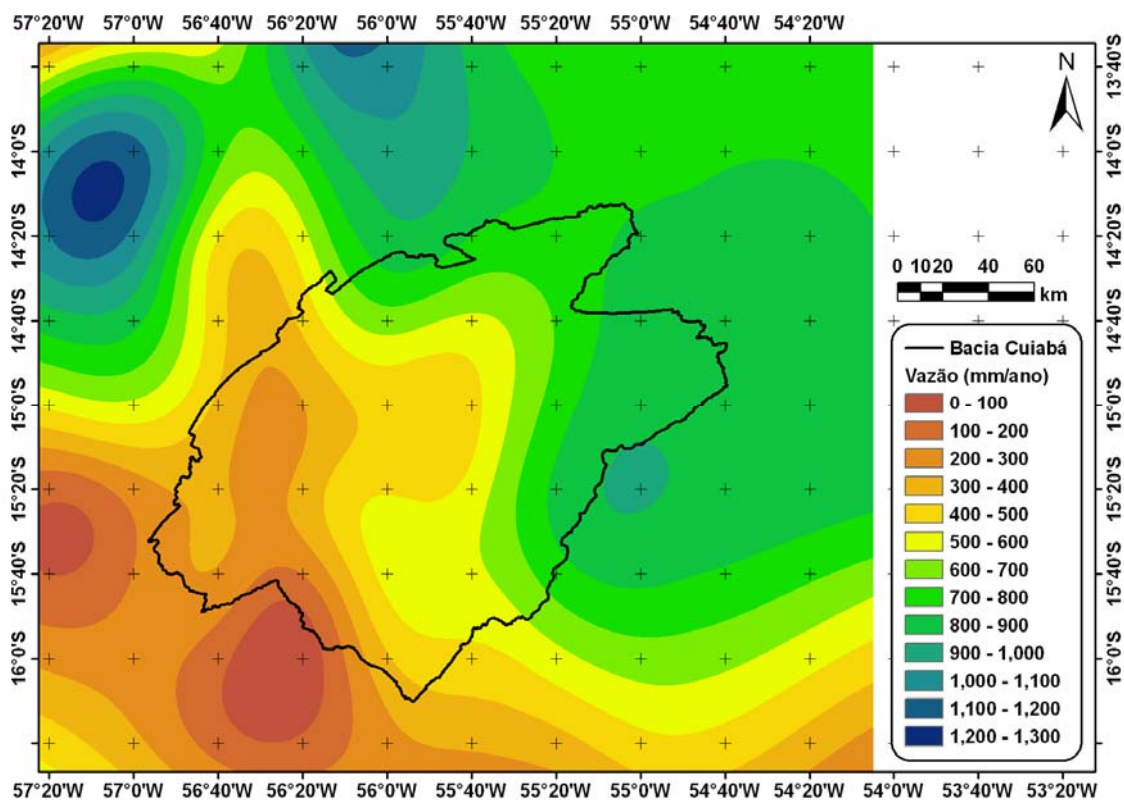 57°20'W 57°0'W 56°40'W 56°20'W 56°0'W 55°40'W 55°20'W 55°0'W 54°40'W 54°20'W
13°40'S
14°0'S
14°20'S
14°40'S
15°0'S
15°20'S
15°40'S
16°0'S
N
13°40'S
14°0'S
14°20'S
14°40'S
15°0'S
15°20'S
15°40'S
16°0'S
0 10 20 40 60
km
Bacia Cuiabá
Vazão (mm/ano)
0 - 100
100 - 200
200 - 300
300 - 400
400 - 500
500 - 600
600 - 700
700 - 800
800 - 900
900 - 1,000
1,000 - 1,100
1,100 - 1,200
1,200 - 1,300
57°20'W 57°0'W 56°40'W 56°20'W 56°0'W 55°40'W 55°20'W 55°0'W 54°40'W 54°20'W 54°0'W 53°40'W 53°20'W